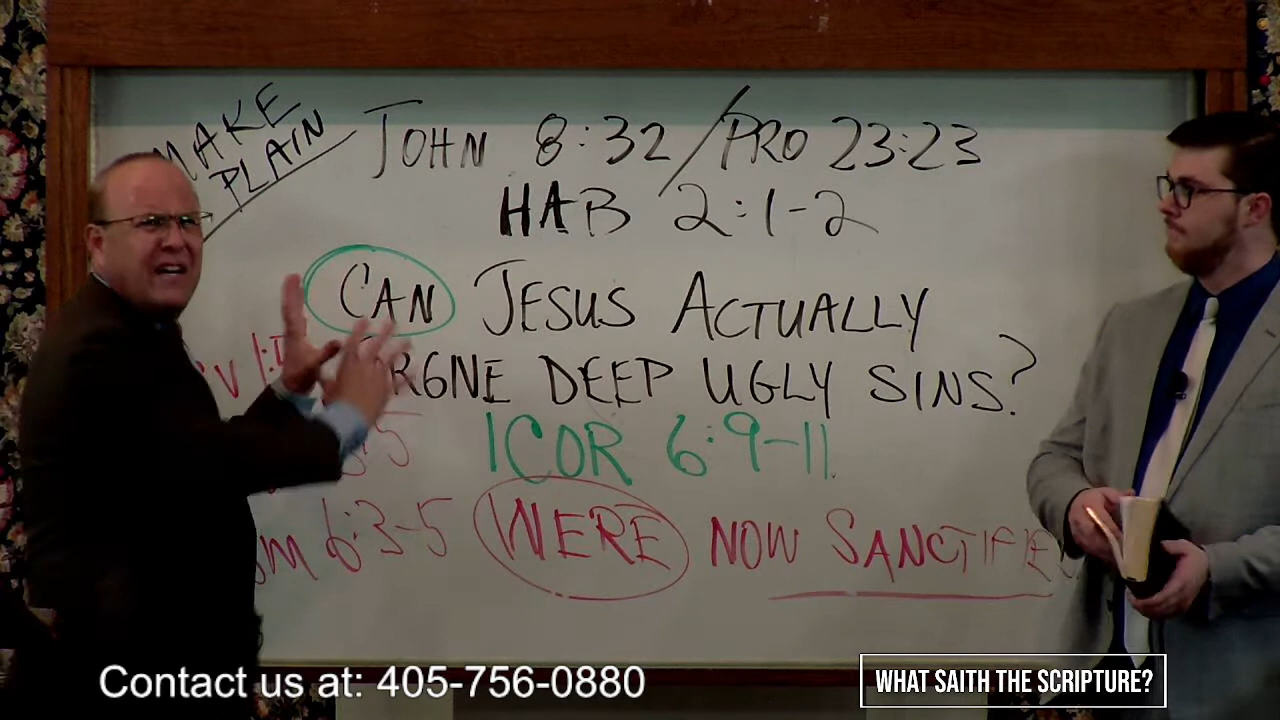 MAKE
PLAIN
JOHN 8:32 / PRO 23:23
HAB 2:1-2
CAN JESUS ACTUALLY
DEEP UGLY SINS?
1COR 6:9-11
6:3-5 WERE NOW SANCTIFIE
Contact us at: 405-756-0880
WHAT SAITH THE SCRIPTURE?